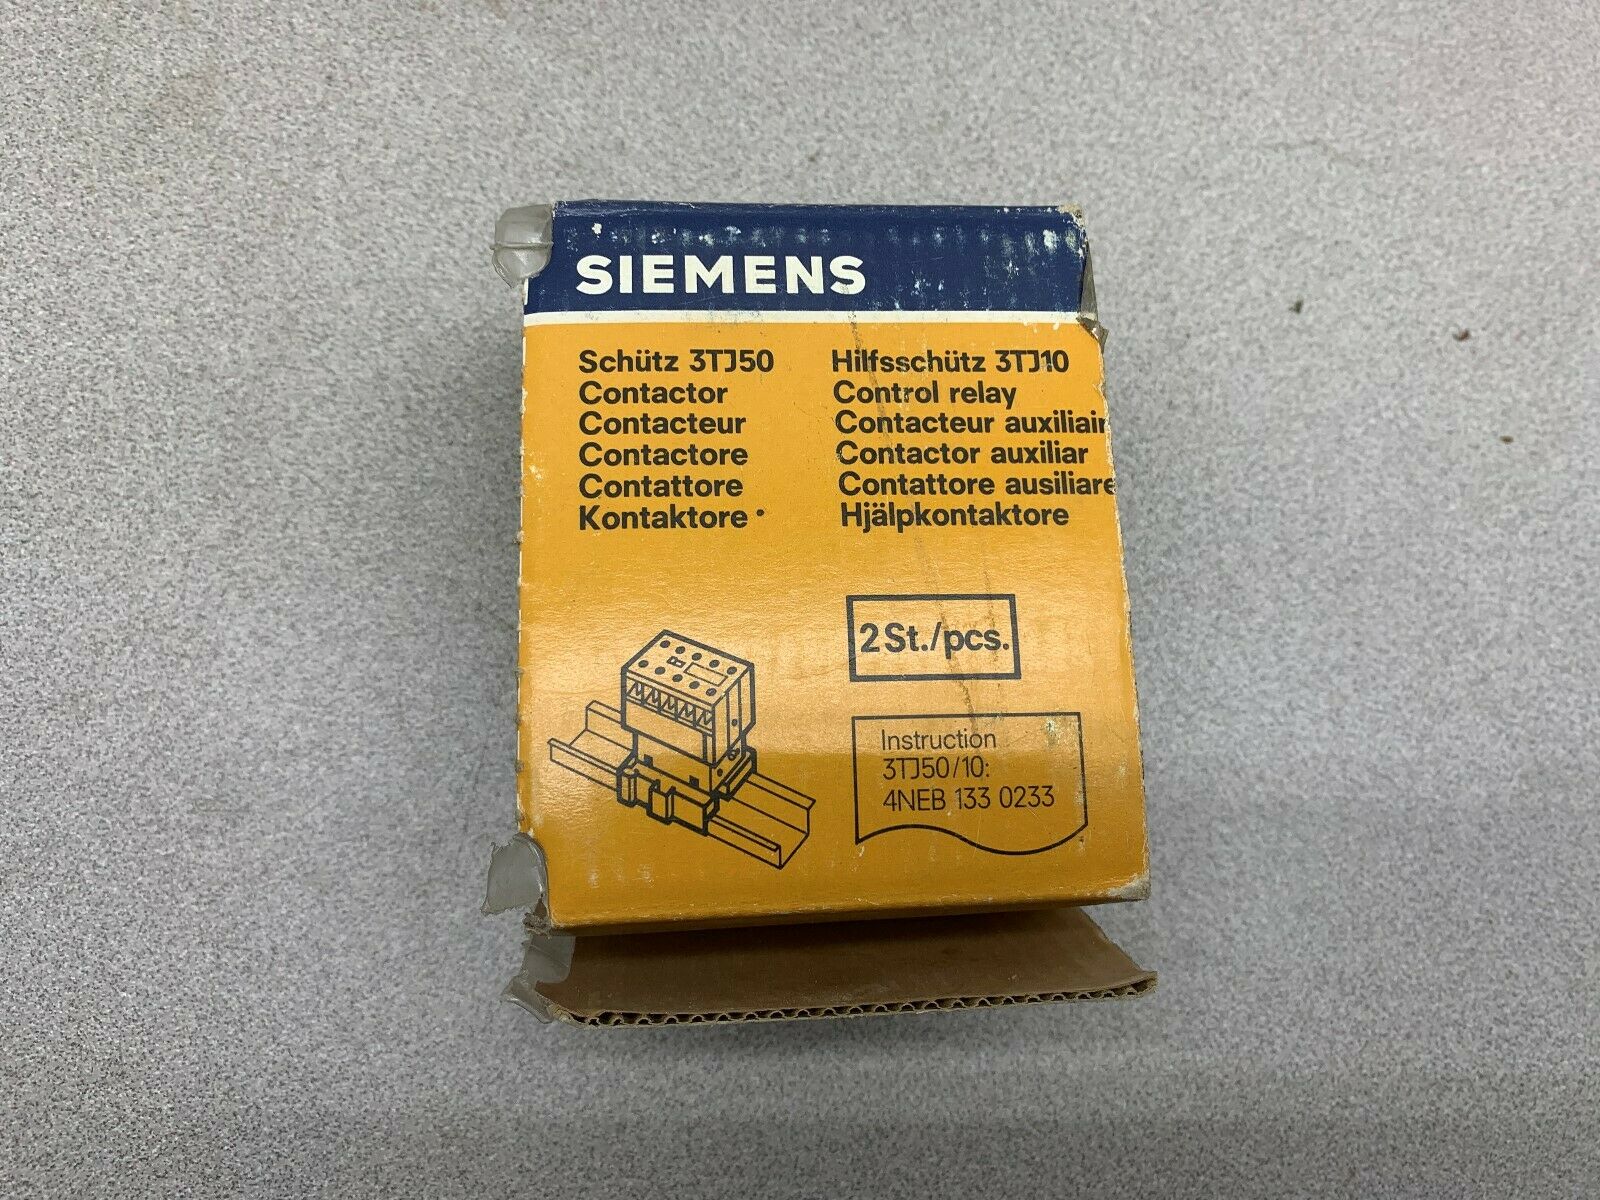 SIEMENS
Schütz 3TJ50
Contactor
Contacteur
Contactore
Contattore
Kontaktore
Hilfsschütz 3TJ10
Control relay
Contacteur auxiliair
Contactor auxiliar
Contattore ausiliare
Hjälpkontaktore
2 St./pcs.
Instruction
3TJ50/10:
4NEB 133 0233